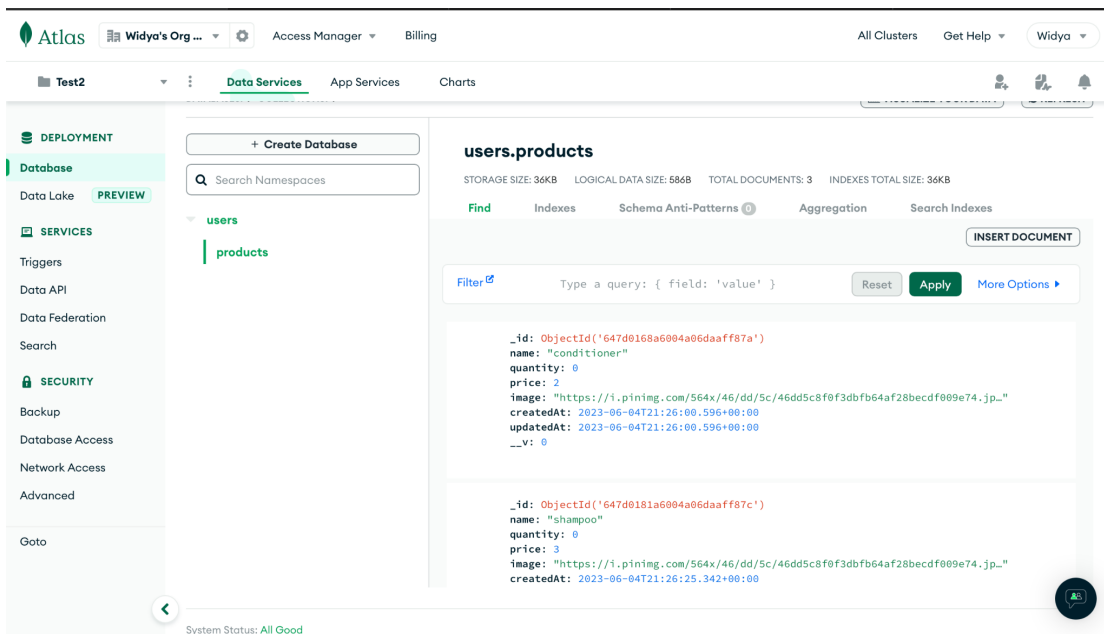 Atlas
Widya's Org ...
Access Manager
Billing
All Clusters
Get Help
Widya
Test2
Data Services
App Services
Charts
DEPLOYMENT
Database
Data Lake PREVIEW
SERVICES
Triggers
Data API
Data Federation
Search
SECURITY
Backup
Database Access
Network Access
Advanced
Goto
+ Create Database
Search Namespaces
users
products
users.products
STORAGE SIZE: 36KB LOGICAL DATA SIZE: 586B TOTAL DOCUMENTS: 3 INDEXES TOTAL SIZE: 36KB
Find Indexes Schema Anti-Patterns 0 Aggregation Search Indexes
INSERT DOCUMENT
Filter Type a query: { field: 'value' } Reset Apply More Options
_id: ObjectId('647d0168a6004a06daaff87a')
name: "conditioner"
quantity: 0
price: 2
image: "https://i.pinimg.com/564x/46/dd/5c/46dd5c8f0f3dbfb64af28becdf009e74.jp…"
createdAt: 2023-06-04T21:26:00.596+00:00
updatedAt: 2023-06-04T21:26:00.596+00:00
__v: 0
_id: ObjectId('647d0181a6004a06daaff87c')
name: "shampoo"
quantity: 0
price: 3
image: "https://i.pinimg.com/564x/46/dd/5c/46dd5c8f0f3dbfb64af28becdf009e74.jp…"
createdAt: 2023-06-04T21:26:25.342+00:00
System Status: All Good